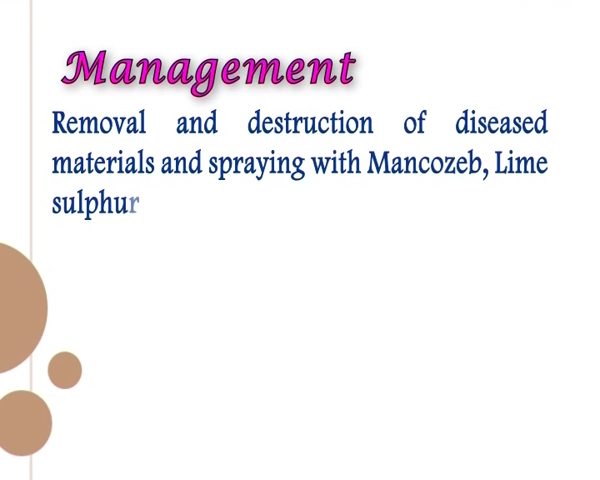 Management
Removal and destruction of diseased
materials and spraying with Mancozeb, Lime
sulphur